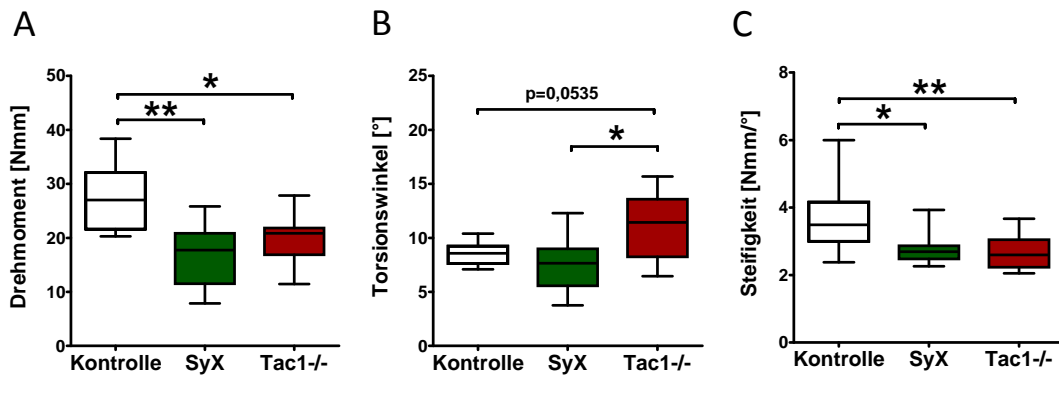 A
Drehmoment [Nmm]
50
40
30
20
10
0
*
**
Kontrolle
SyX
Tac1-/-
B
Torsionswinkel [°]
25
20
15
10
5
0
p=0,0535
*
Kontrolle
SyX
Tac1-/-
C
Steifigkeit [Nmm/°]
8
6
4
2
0
**
*
Kontrolle
SyX
Tac1-/-